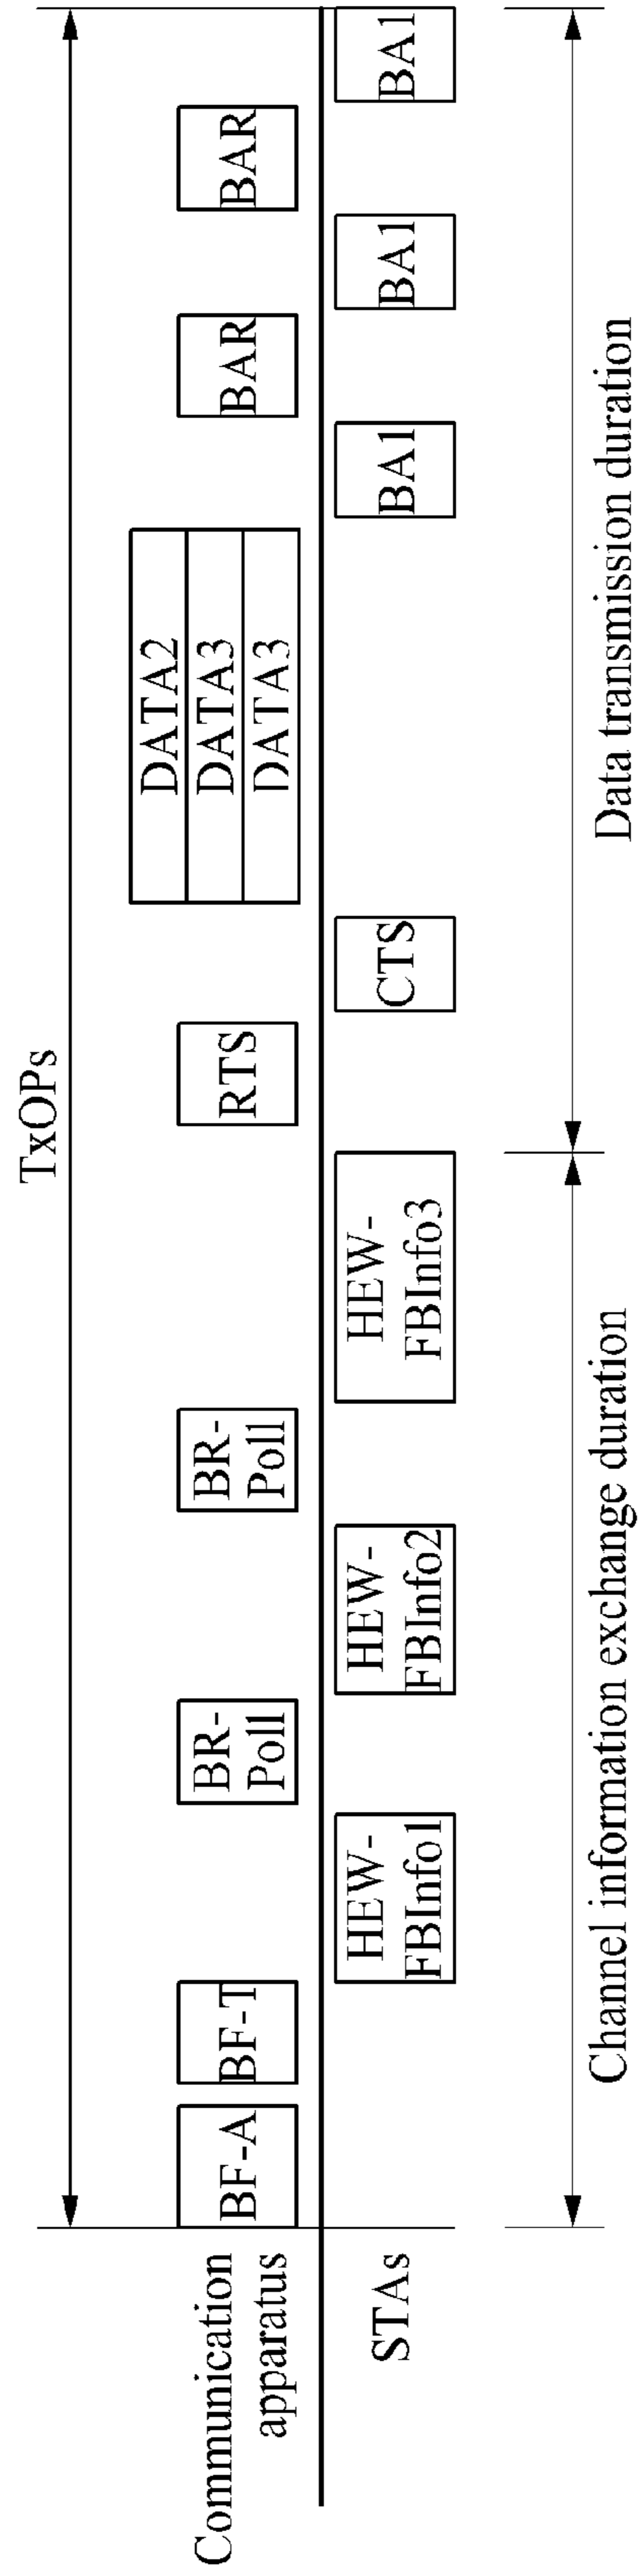 TxOPs
Communication
apparatus
BF-A
BF-T
BR-
Poll
BR-
Poll
RTS
DATA2
DATA3
DATA3
BAR
BAR
STAs
HEW-
FBInfo1
HEW-
FBInfo2
HEW-
FBInfo3
CTS
BA1
BA1
BA1
Channel information exchange duration
Data transmission duration